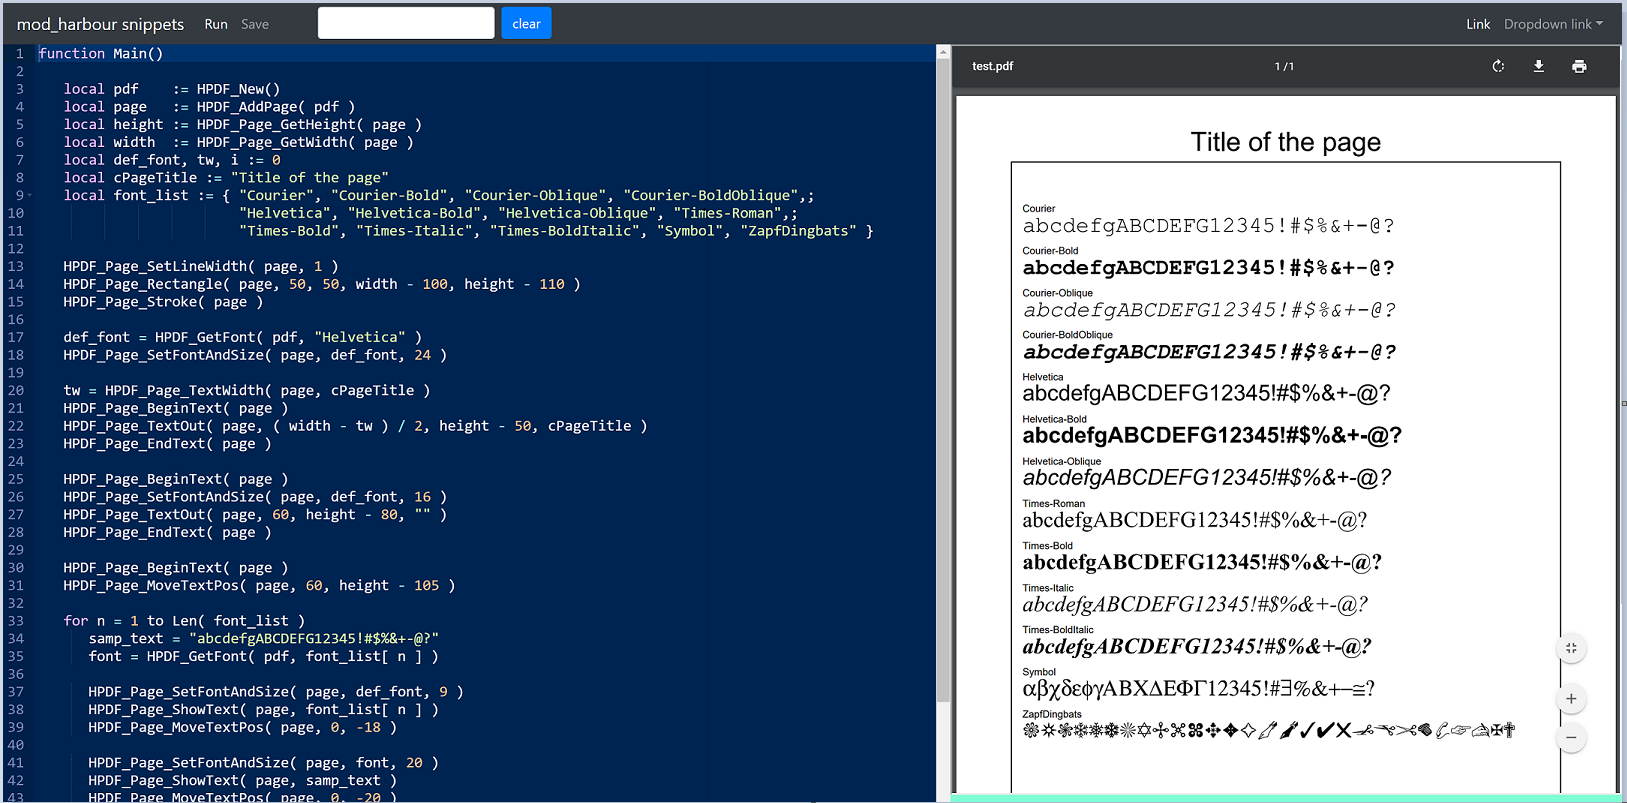 mod_harbour snippets Run Save clear Link Dropdown link
1 function Main()
2
3 local pdf := HPDF_New()
4 local page := HPDF_AddPage( pdf )
5 local height := HPDF_Page_GetHeight( page )
6 local width := HPDF_Page_GetWidth( page )
7 local def_font, tw, i := 0
8 local cPageTitle := "Title of the page"
9 local font_list := { "Courier", "Courier-Bold", "Courier-Oblique", "Courier-BoldOblique",;
10 "Helvetica", "Helvetica-Bold", "Helvetica-Oblique", "Times-Roman",;
11 "Times-Bold", "Times-Italic", "Times-BoldItalic", "Symbol", "ZapfDingbats" }
12
13 HPDF_Page_SetLineWidth( page, 1 )
14 HPDF_Page_Rectangle( page, 50, 50, width - 100, height - 110 )
15 HPDF_Page_Stroke( page )
16
17 def_font = HPDF_GetFont( pdf, "Helvetica" )
18 HPDF_Page_SetFontAndSize( page, def_font, 24 )
19
20 tw = HPDF_Page_TextWidth( page, cPageTitle )
21 HPDF_Page_BeginText( page )
22 HPDF_Page_TextOut( page, ( width - tw ) / 2, height - 50, cPageTitle )
23 HPDF_Page_EndText( page )
24
25 HPDF_Page_BeginText( page )
26 HPDF_Page_SetFontAndSize( page, def_font, 16 )
27 HPDF_Page_TextOut( page, 60, height - 80, "" )
28 HPDF_Page_EndText( page )
29
30 HPDF_Page_BeginText( page )
31 HPDF_Page_MoveTextPos( page, 60, height - 105 )
32
33 for n = 1 to Len( font_list )
34 samp_text = "abcdefgABCDEFG12345!#$%&+-@?"
35 font = HPDF_GetFont( pdf, font_list[ n ] )
36
37 HPDF_Page_SetFontAndSize( page, def_font, 9 )
38 HPDF_Page_ShowText( page, font_list[ n ] )
39 HPDF_Page_MoveTextPos( page, 0, -18 )
40
41 HPDF_Page_SetFontAndSize( page, font, 20 )
42 HPDF_Page_ShowText( page, samp_text )
43 HPDF_Page_MoveTextPos( page, 0, -20 )
test.pdf 1 / 1
Title of the page
Courier
abcdefgABCDEFG12345!#$%&+-@?
Courier-Bold
abcdefgABCDEFG12345!#$%&+-@?
Courier-Oblique
abcdefgABCDEFG12345!#$%&+-@?
Courier-BoldOblique
abcdefgABCDEFG12345!#$%&+-@?
Helvetica
abcdefgABCDEFG12345!#$%&+-@?
Helvetica-Bold
abcdefgABCDEFG12345!#$%&+-@?
Helvetica-Oblique
abcdefgABCDEFG12345!#$%&+-@?
Times-Roman
abcdefgABCDEFG12345!#$%&+-@?
Times-Bold
abcdefgABCDEFG12345!#$%&+-@?
Times-Italic
abcdefgABCDEFG12345!#$%&+-@?
Times-BoldItalic
abcdefgABCDEFG12345!#$%&+-@?
Symbol
αβχδεφγΑΒΧΔΕΦΓ12345!#∃%&+−≅?
ZapfDingbats
❁❂❃❄❅❆❇✡✢✣✤✥✦✧✑✒✓✔✕✁✃✄✂☎✆☞✍✠✟